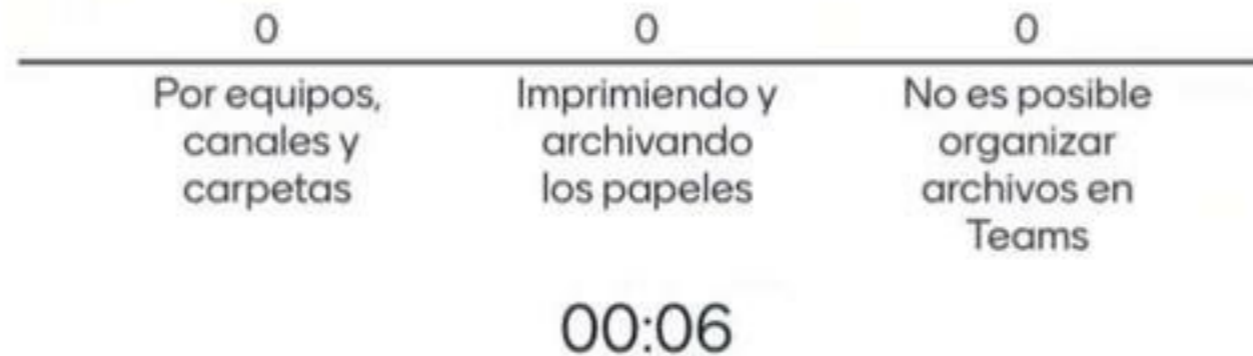 0 0 0
Por equipos,
canales y
carpetas
Imprimiendo y
archivando
los papeles
No es posible
organizar
archivos en
Teams
00:06